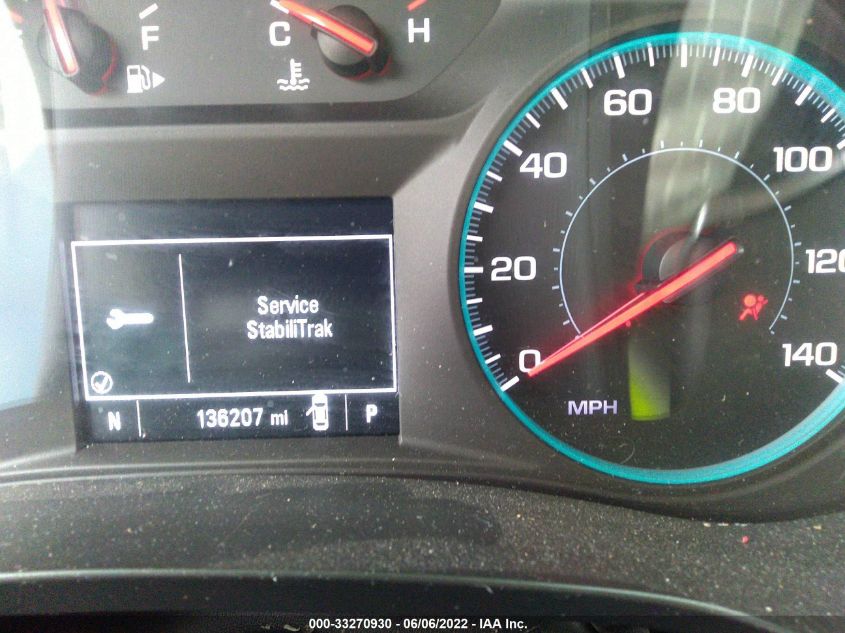 F
C
H
60
80
40
100
20
120
0
140
MPH
Service
StabiliTrak
N
136207 mi
P
000-33270930 - 06/06/2022 - IAA Inc.